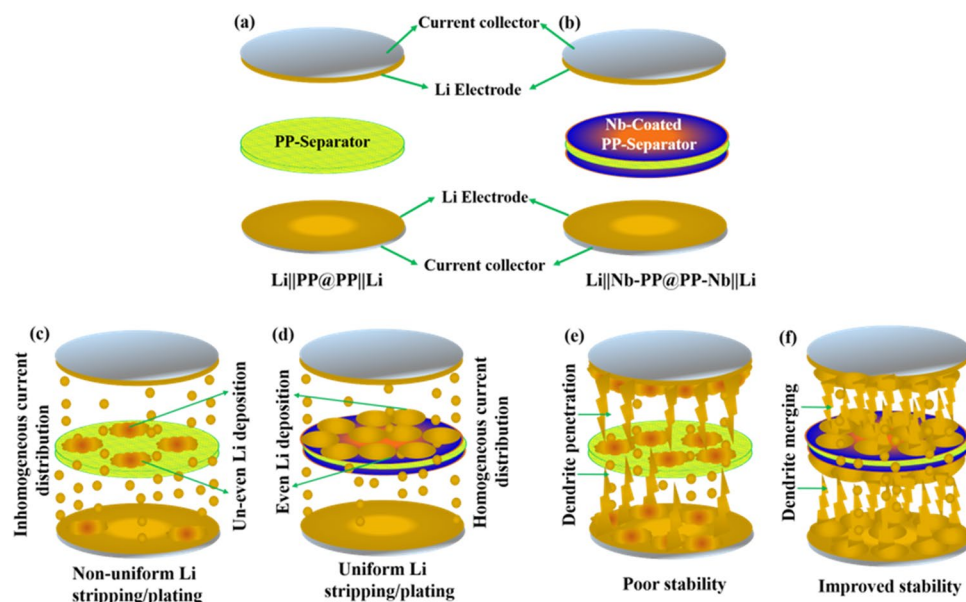 (a)
(b)
Current collector
Li Electrode
PP-Separator
Nb-Coated
PP-Separator
Li Electrode
Current collector
Li||PP@PP||Li
Li||Nb-PP@PP-Nb||Li
(c)
Inhomogeneous current
distribution
Un-even Li deposition
Non-uniform Li
stripping/plating
(d)
Even Li deposition
Homogeneous current
distribution
Uniform Li
stripping/plating
(e)
Dendrite penetration
Poor stability
(f)
Dendrite merging
Improved stability